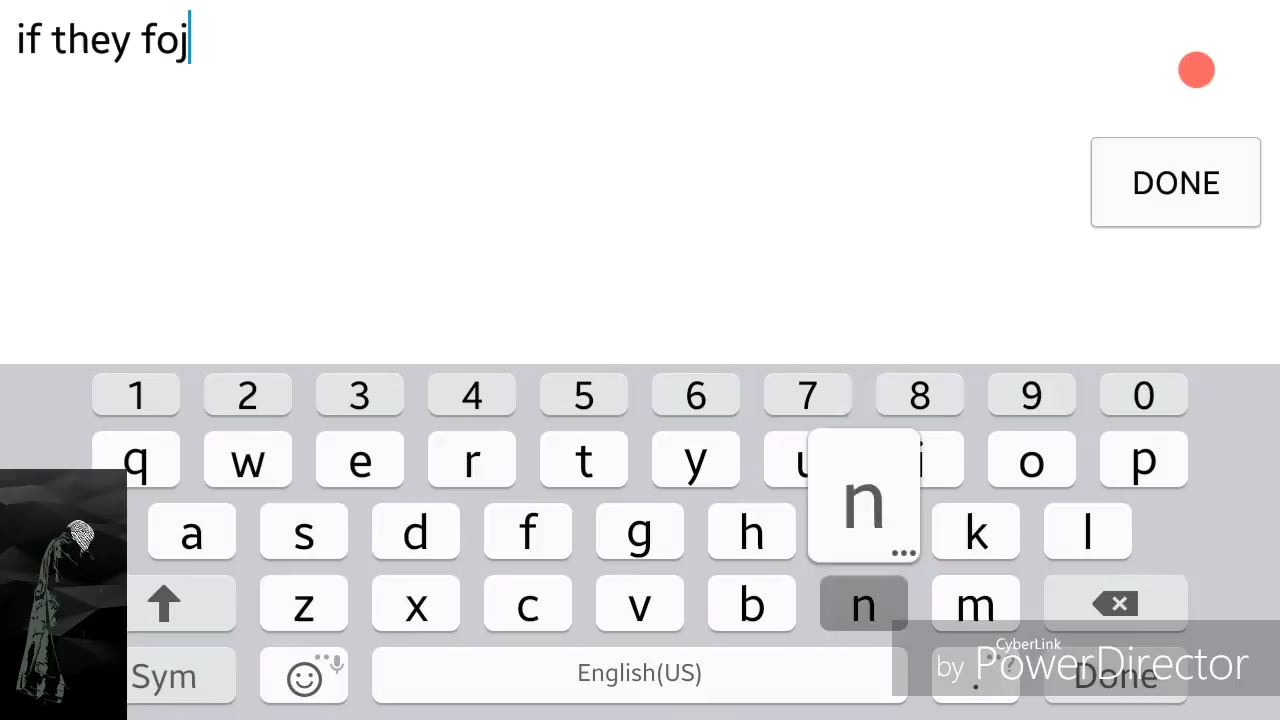 if they foj
DONE
1 2 3 4 5 6 7 8 9 0
q w e r t y u i o p
n
a s d f g h k l
z x c v b n m
Sym English(US) . Done
CyberLink
by PowerDirector